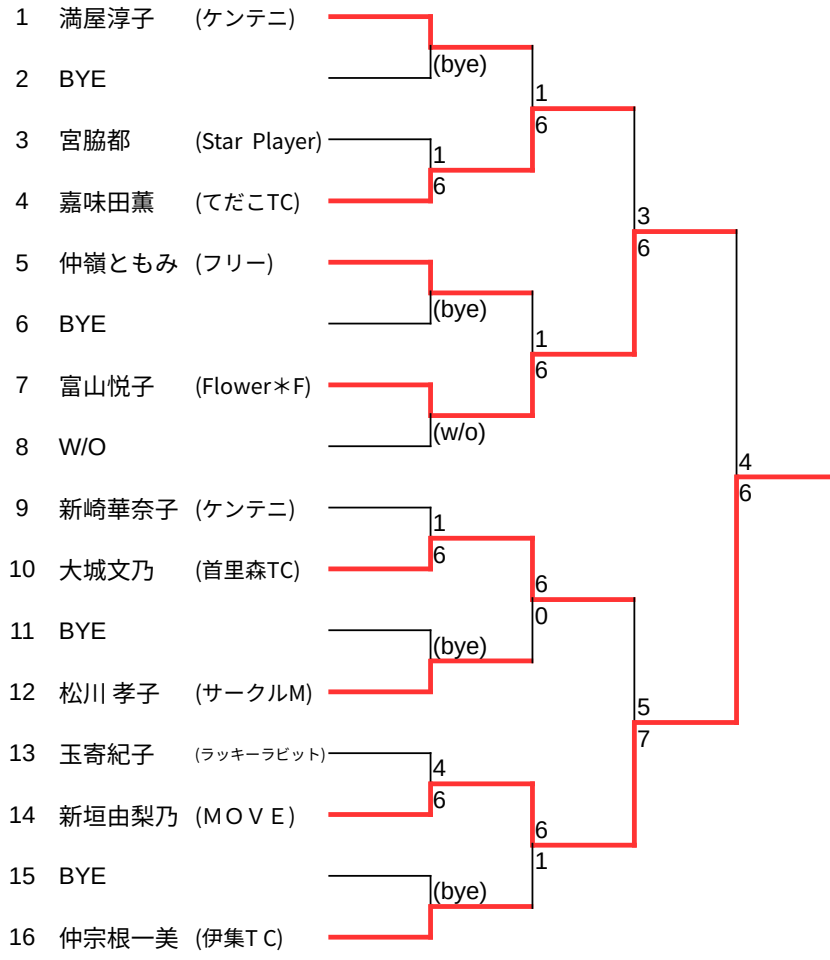 1 満屋淳子 (ケンテニ)
(bye)
2 BYE
1
6
3 宮脇都 (Star Player)
1
6
4 嘉味田薫 (てだこTC)
3
6
5 仲嶺ともみ (フリー)
(bye)
6 BYE
1
6
7 富山悦子 (Flower＊F)
(w/o)
8 W/O
4
6
9 新崎華奈子 (ケンテニ)
1
6
10 大城文乃 (首里森TC)
6
0
11 BYE
(bye)
12 松川 孝子 (サークルM)
5
7
13 玉寄紀子 (ラッキーラビット)
4
6
14 新垣由梨乃 (ＭＯＶＥ)
6
1
15 BYE
(bye)
16 仲宗根一美 (伊集T C)